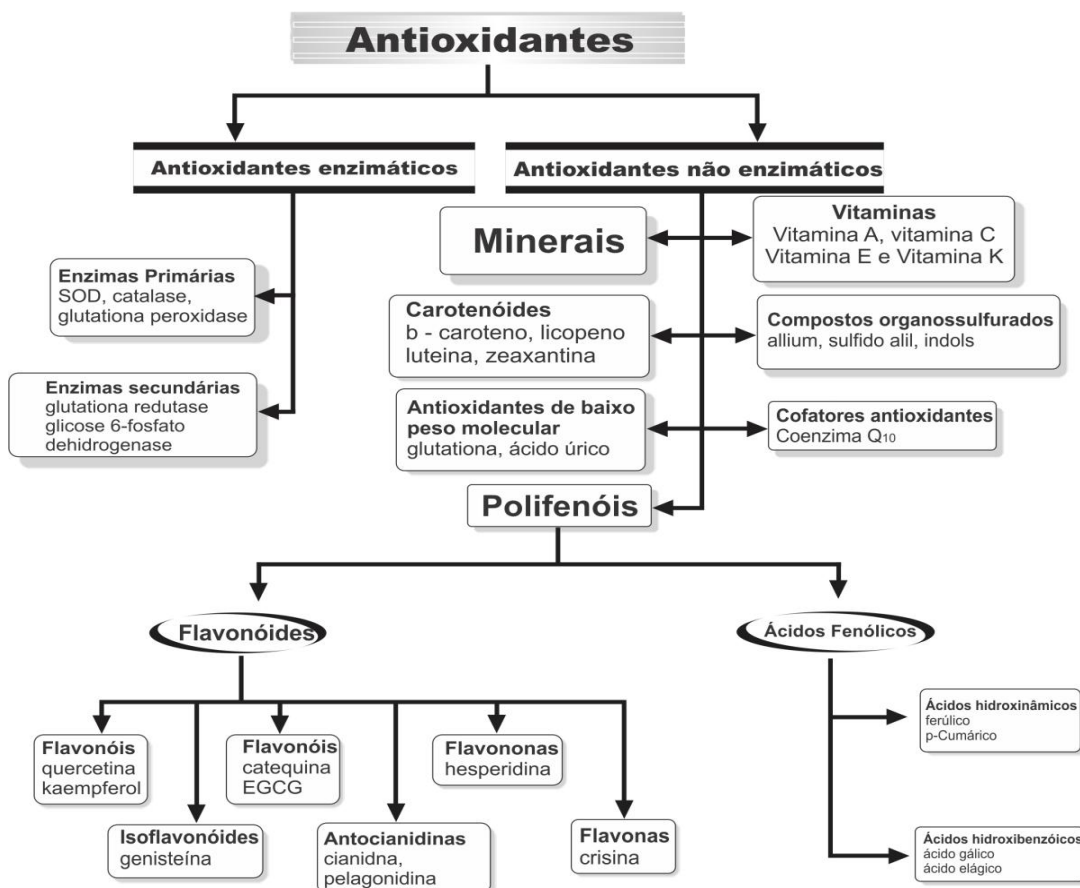 Antioxidantes
Antioxidantes enzimáticos
Antioxidantes não enzimáticos
Enzimas Primárias
SOD, catalase,
glutationa peroxidase
Enzimas secundárias
glutationa redutase
glicose 6-fosfato
dehidrogenase
Minerais
Vitaminas
Vitamina A, vitamina C
Vitamina E e Vitamina K
Carotenóides
b - caroteno, licopeno
luteina, zeaxantina
Compostos organossulfurados
allium, sulfido alil, indols
Antioxidantes de baixo
peso molecular
glutationa, ácido úrico
Cofatores antioxidantes
Coenzima Q10
Polifenóis
Flavonóides
Ácidos Fenólicos
Flavonóis
quercetina
kaempferol
Isoflavonóides
genisteína
Flavonóis
catequina
EGCG
Antocianidinas
cianidna,
pelagonidina
Flavononas
hesperidina
Flavonas
crisina
Ácidos hidroxinâmicos
ferúlico
p-Cumárico
Ácidos hidroxibenzóicos
ácido gálico
ácido elágico